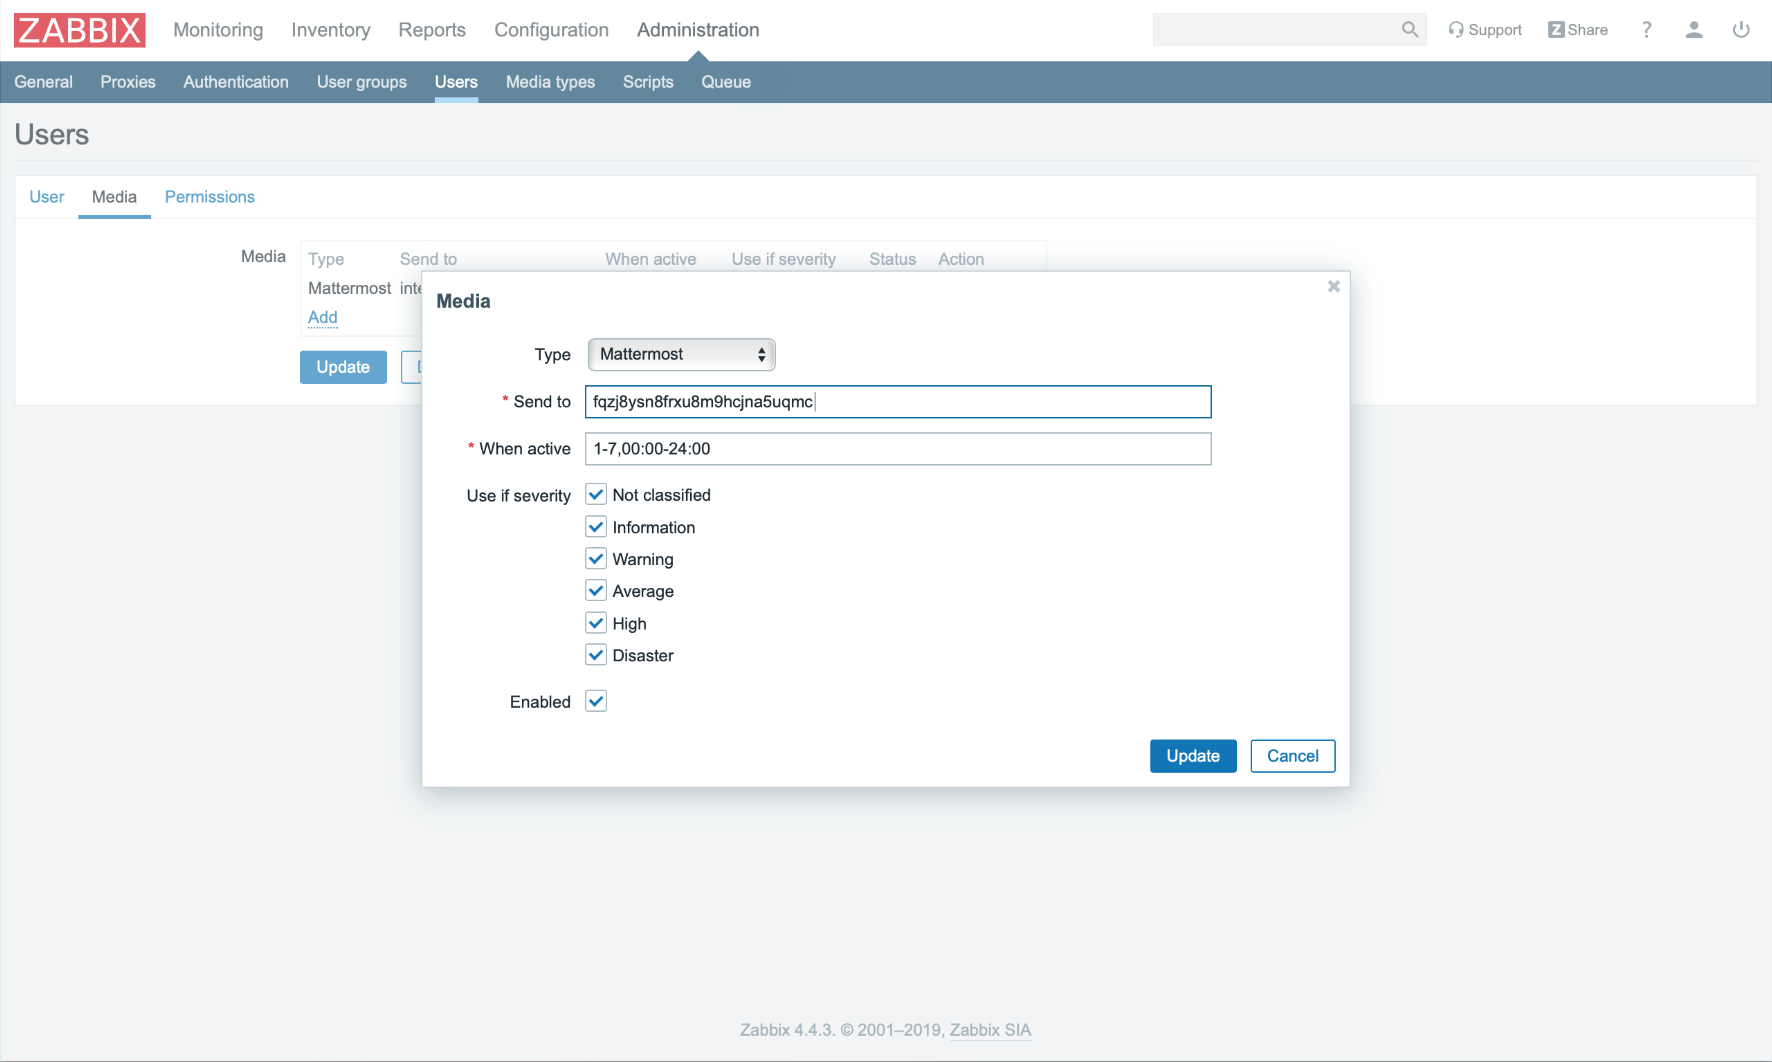 ZABBIX Monitoring Inventory Reports Configuration Administration Support Z Share ?
General Proxies Authentication User groups Users Media types Scripts Queue
Users
User Media Permissions
Media Type Send to When active Use if severity Status Action
Mattermost inte
Add
Update
Media
Type Mattermost
* Send to fqzj8ysn8frxu8m9hcjna5uqmc
* When active 1-7,00:00-24:00
Use if severity Not classified
Information
Warning
Average
High
Disaster
Enabled
Update Cancel
Zabbix 4.4.3. © 2001–2019, Zabbix SIA